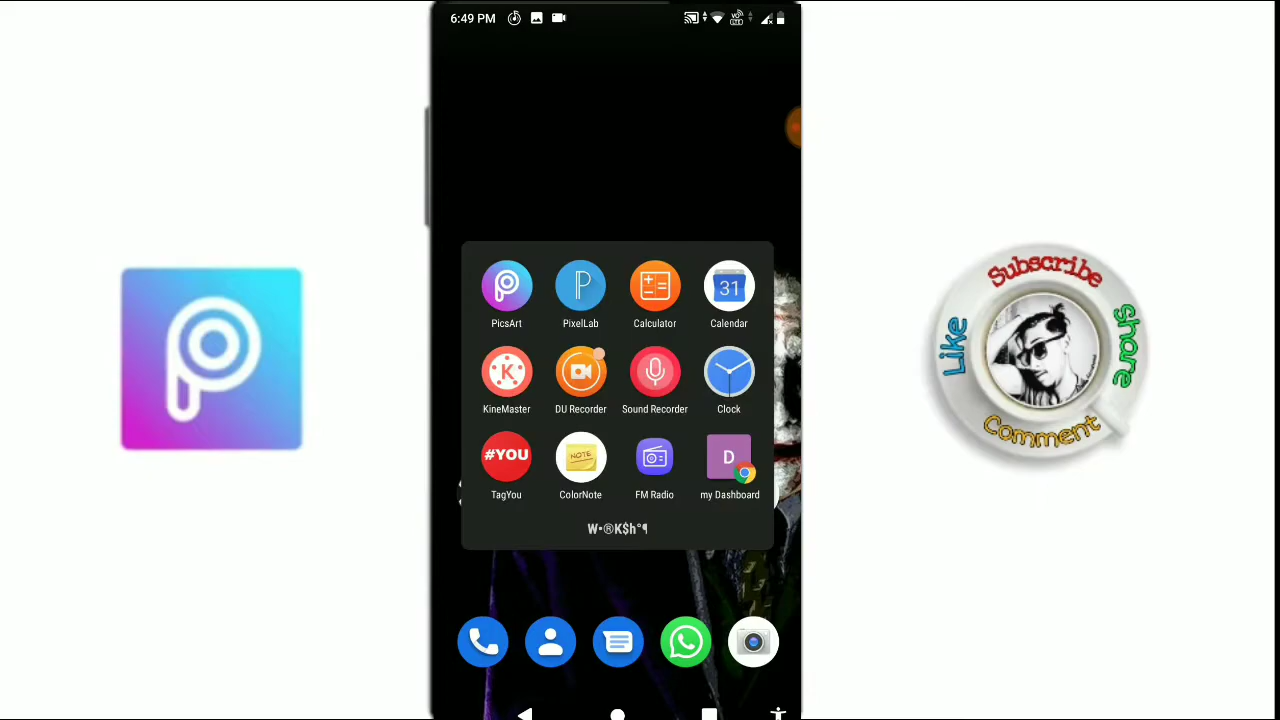 6:49 PM
PicsArt PixelLab Calculator Calendar
31
KineMaster DU Recorder Sound Recorder Clock
#YOU NOTE D
TagYou ColorNote FM Radio my Dashboard
W•®K$h°¶
Subscribe
Like
Share
Comment